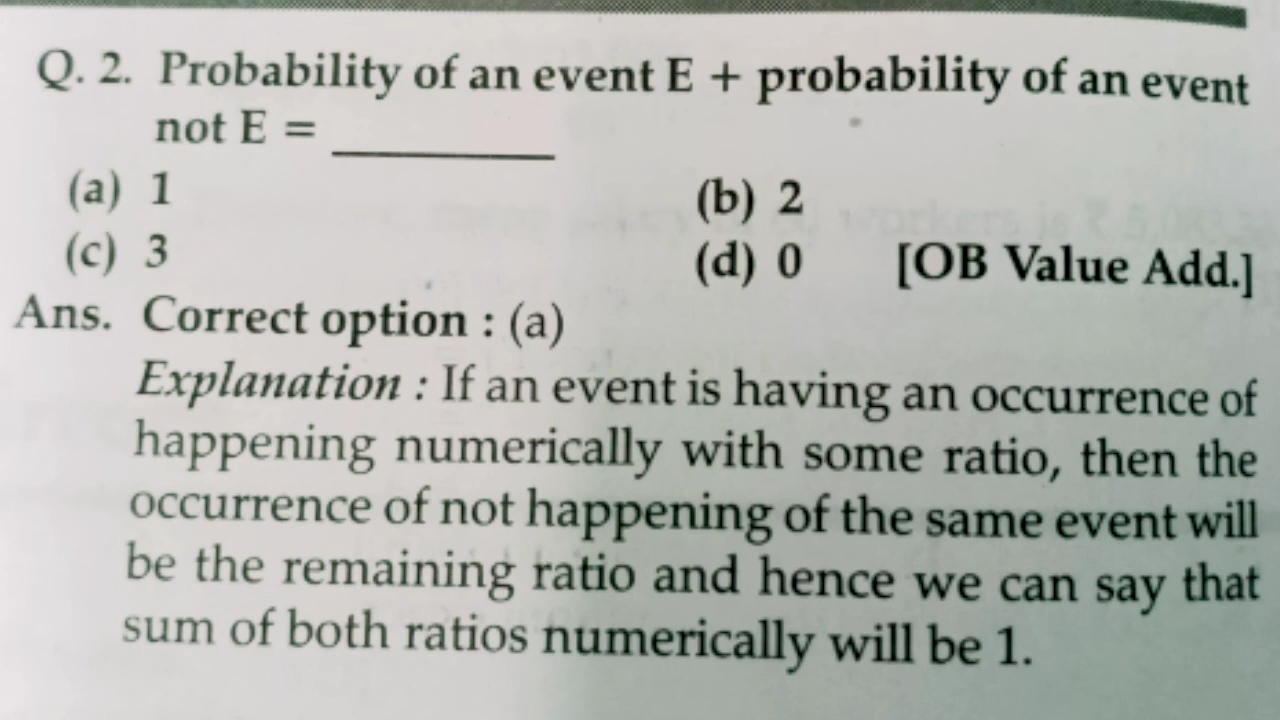 Q. 2. Probability of an event E + probability of an event
not E = ________
(a) 1 (b) 2
(c) 3 (d) 0 [OB Value Add.]
Ans. Correct option : (a)
Explanation : If an event is having an occurrence of
happening numerically with some ratio, then the
occurrence of not happening of the same event will
be the remaining ratio and hence we can say that
sum of both ratios numerically will be 1.